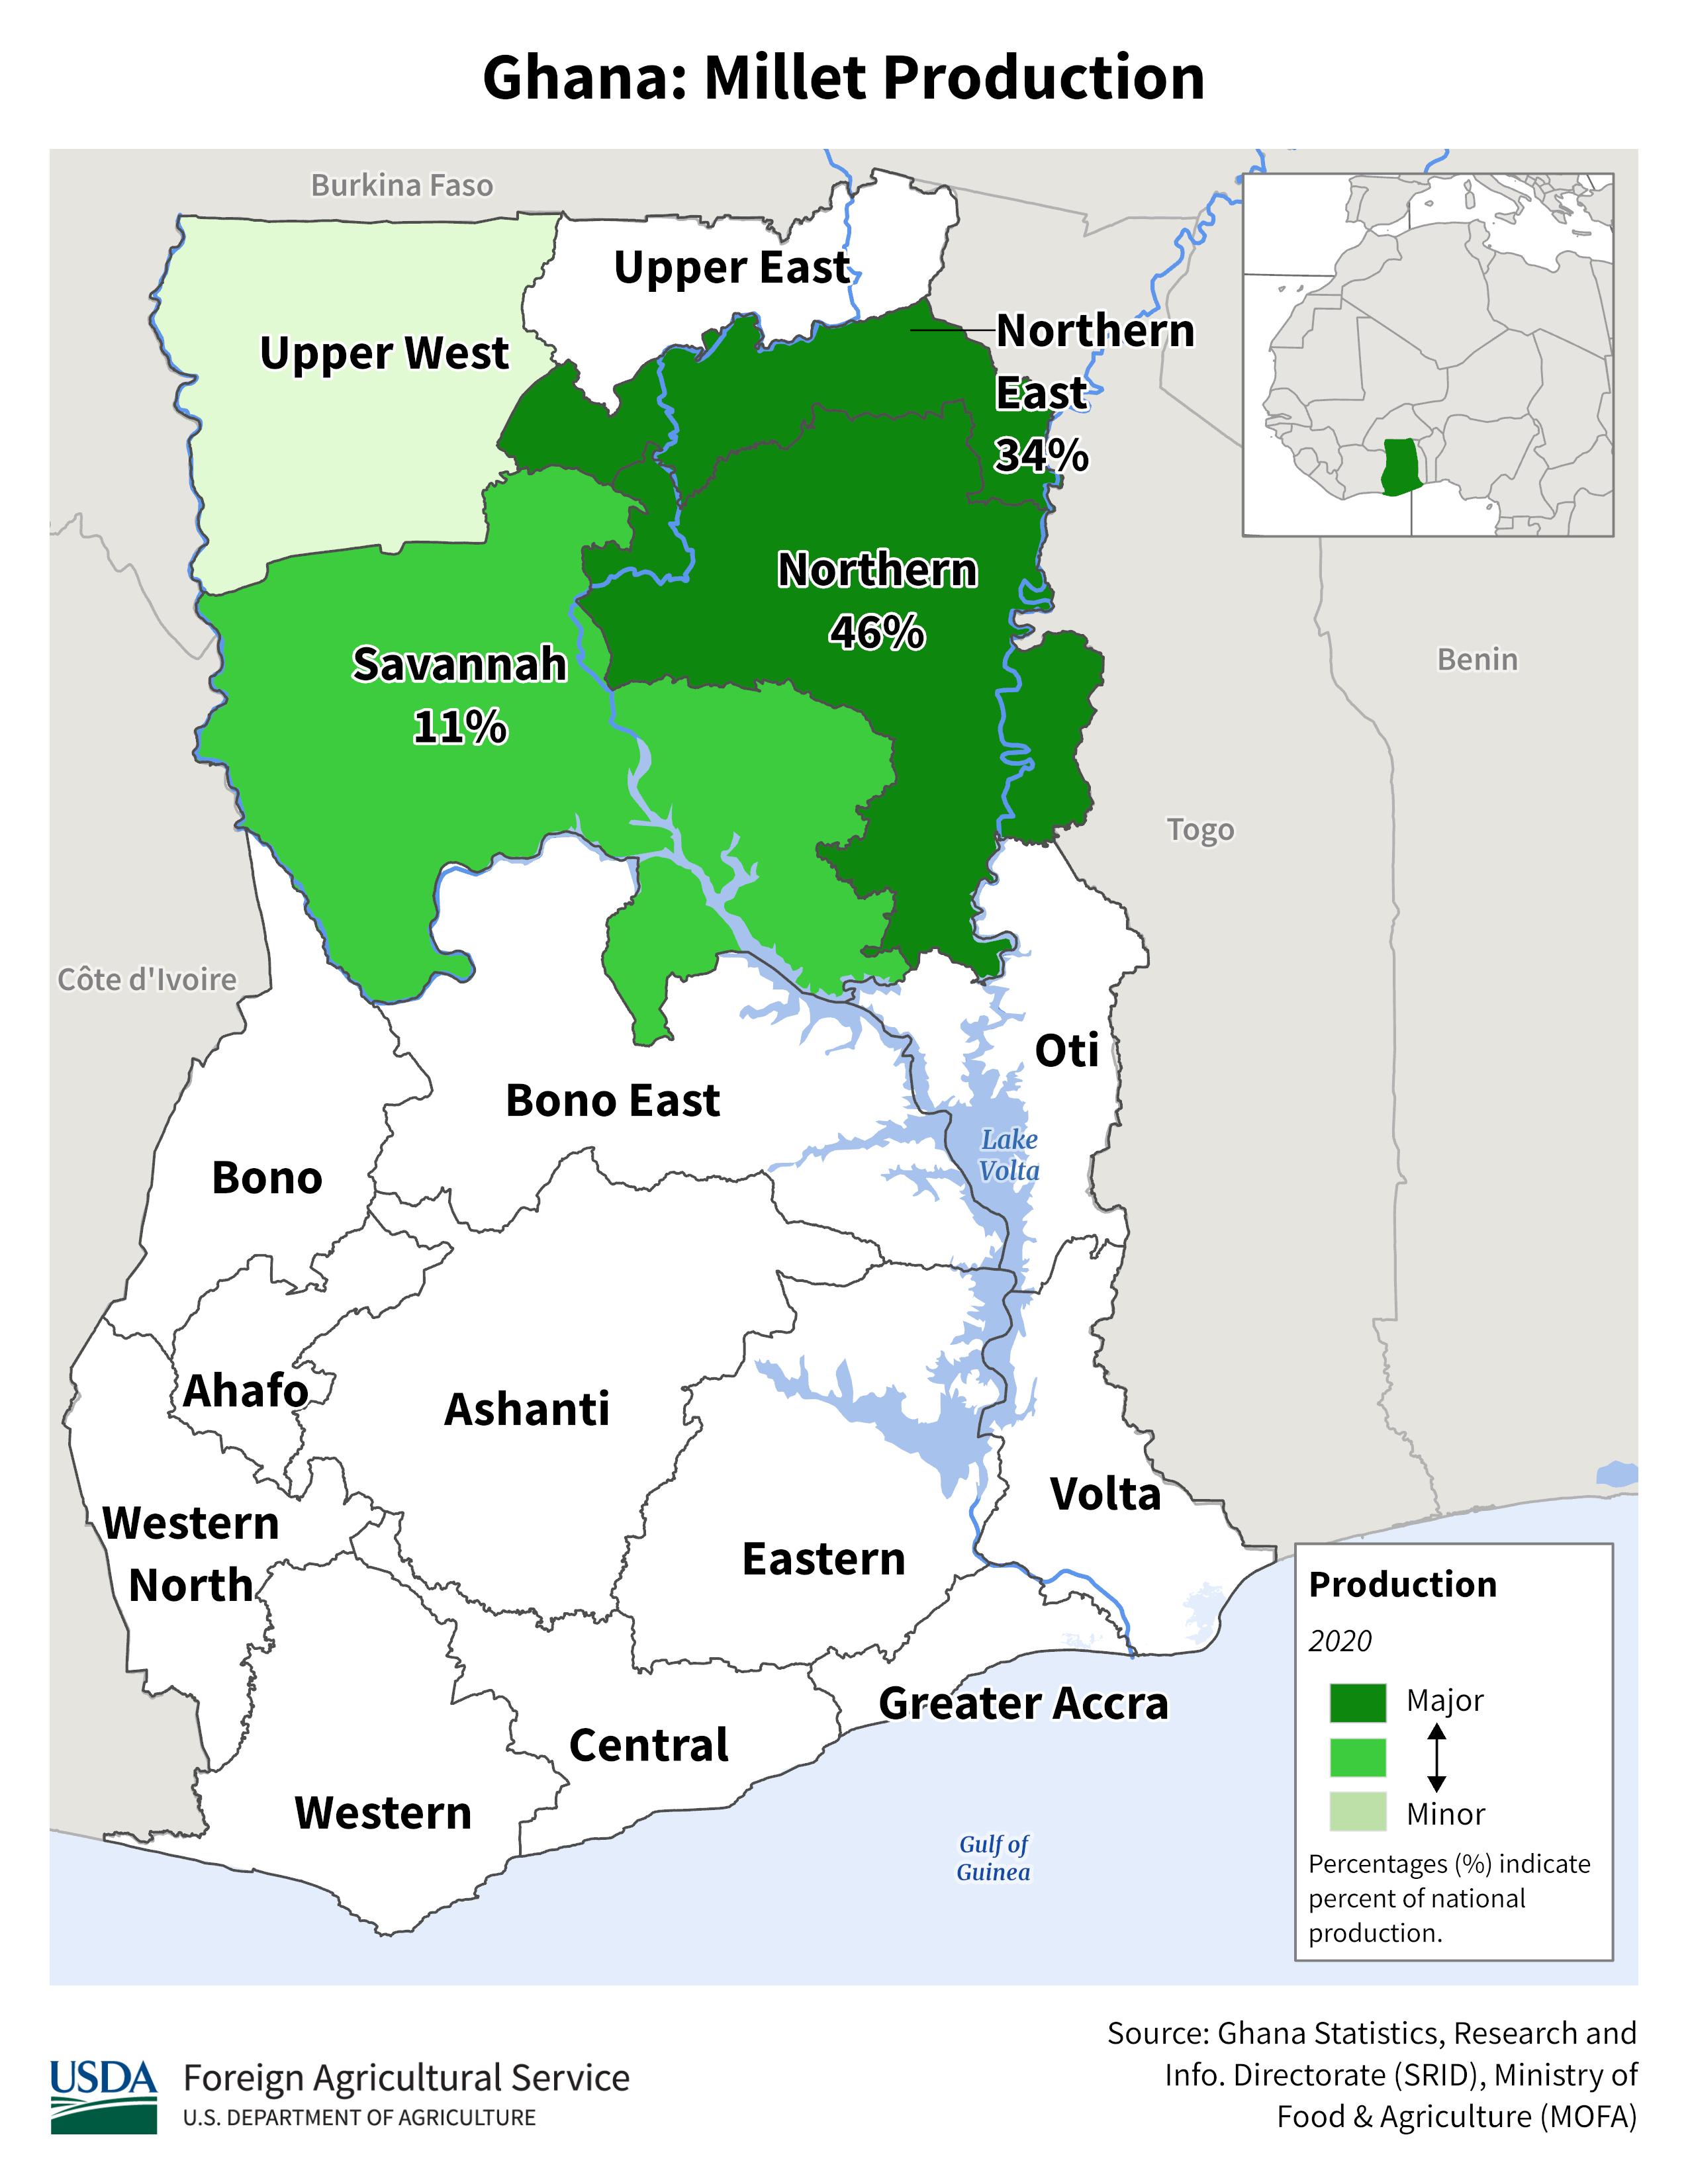 Ghana: Millet Production
Burkina Faso
Upper East
Upper West
Northern
East
34%
Northern
46%
Savannah
11%
Benin
Togo
Côte d'Ivoire
Oti
Bono East
Lake
Volta
Bono
Ahafo
Ashanti
Volta
Western
North
Eastern
Greater Accra
Central
Western
Gulf of
Guinea
Production
2020
Major
Minor
Percentages (%) indicate
percent of national
production.
USDA
Foreign Agricultural Service
U.S. DEPARTMENT OF AGRICULTURE
Source: Ghana Statistics, Research and
Info. Directorate (SRID), Ministry of
Food & Agriculture (MOFA)